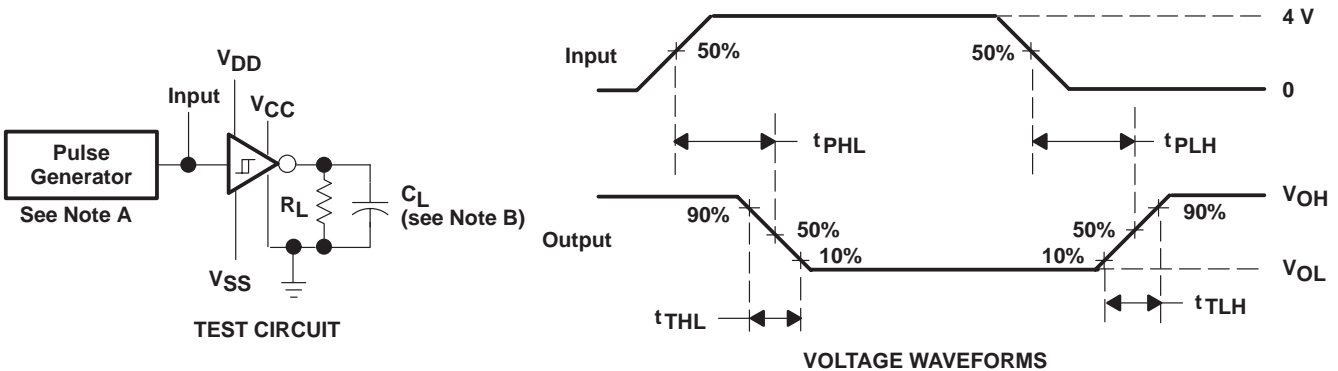 Pulse
Generator
See Note A
Input
VDD
VCC
VSS
RL
CL
(see Note B)
TEST CIRCUIT
Input
50%
50%
4 V
0
tPHL
tPLH
Output
90%
50%
10%
10%
50%
90%
VOH
VOL
tTHL
tTLH
VOLTAGE WAVEFORMS